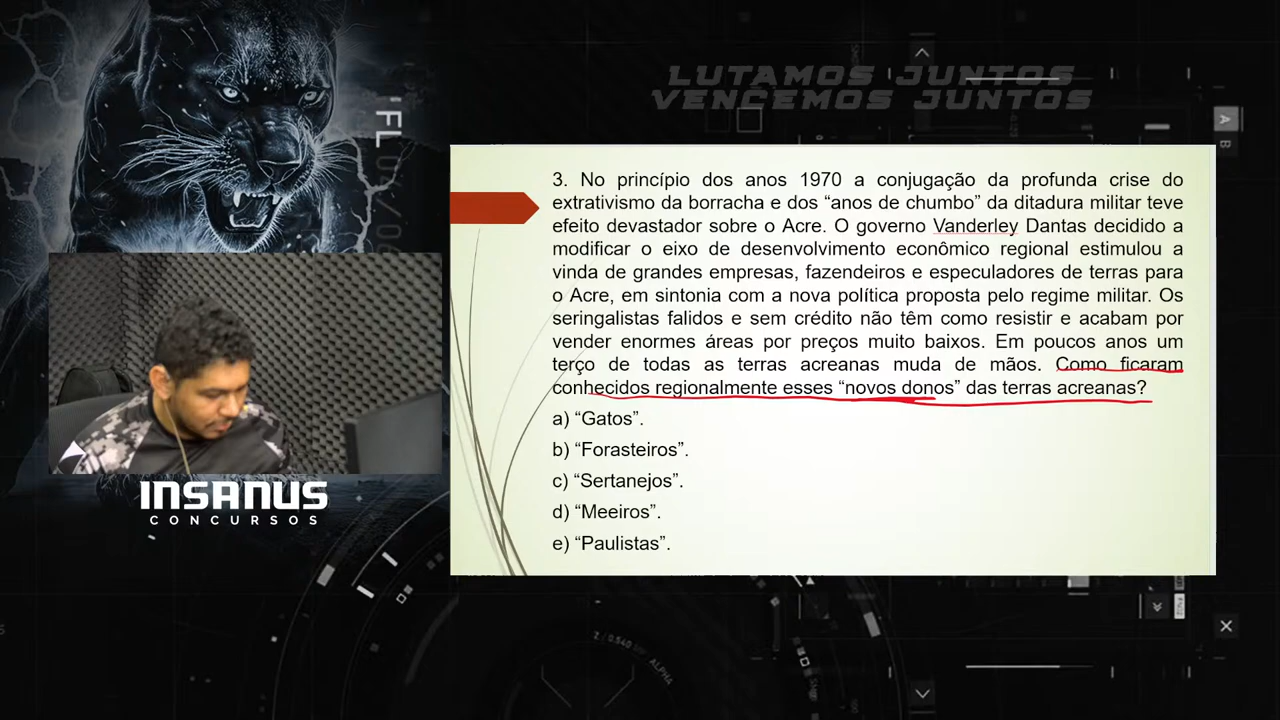 LUTAMOS JUNTOS
VENCEMOS JUNTOS
3. No princípio dos anos 1970 a conjugação da profunda crise do
extrativismo da borracha e dos “anos de chumbo” da ditadura militar teve
efeito devastador sobre o Acre. O governo Vanderley Dantas decidido a
modificar o eixo de desenvolvimento econômico regional estimulou a
vinda de grandes empresas, fazendeiros e especuladores de terras para
o Acre, em sintonia com a nova política proposta pelo regime militar. Os
seringalistas falidos e sem crédito não têm como resistir e acabam por
vender enormes áreas por preços muito baixos. Em poucos anos um
terço de todas as terras acreanas muda de mãos. Como ficaram
conhecidos regionalmente esses “novos donos” das terras acreanas?
a) “Gatos”.
b) “Forasteiros”.
c) “Sertanejos”.
d) “Meeiros”.
e) “Paulistas”.
INSANUS
CONCURSOS
A
B
Z / 0.540 ALPHA